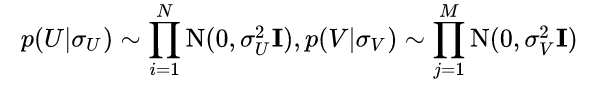 p(U|σ_U) ∼ ∏_{i=1}^{N} N(0, σ_U^2 I), p(V|σ_V) ∼ ∏_{j=1}^{M} N(0, σ_V^2 I)